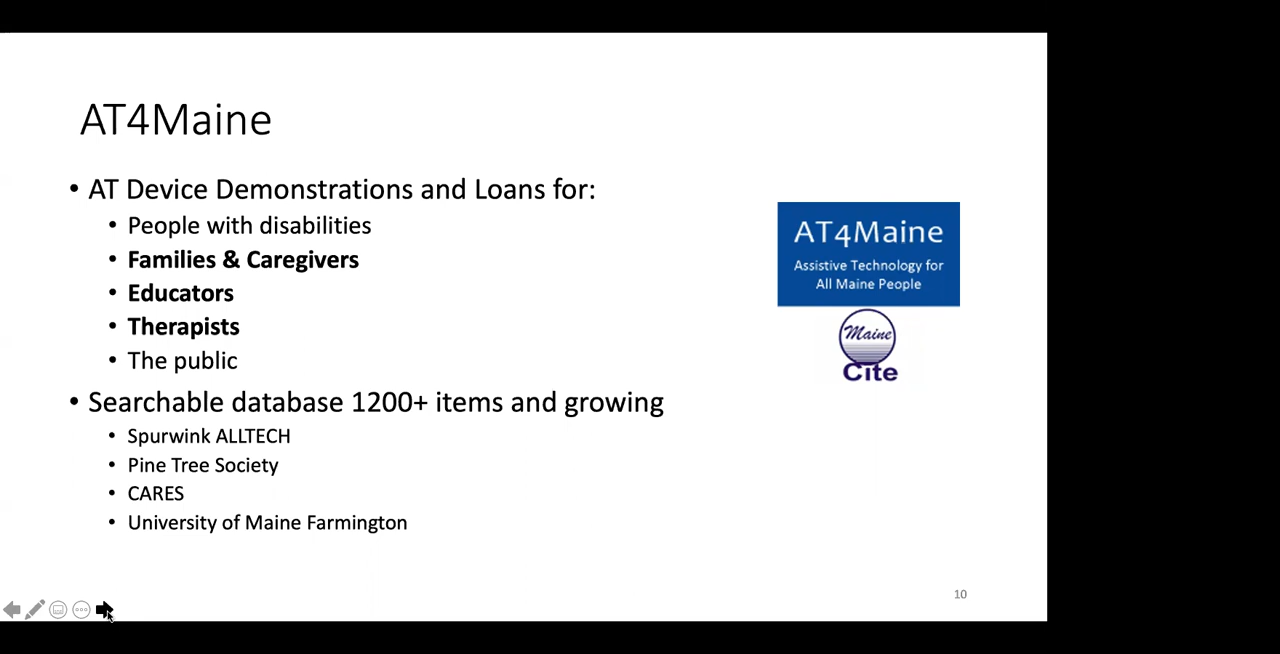 AT4Maine
• AT Device Demonstrations and Loans for:
• People with disabilities
• Families & Caregivers
• Educators
• Therapists
• The public
• Searchable database 1200+ items and growing
• Spurwink ALLTECH
• Pine Tree Society
• CARES
• University of Maine Farmington
AT4Maine
Assistive Technology for
All Maine People
Maine
Cite
10